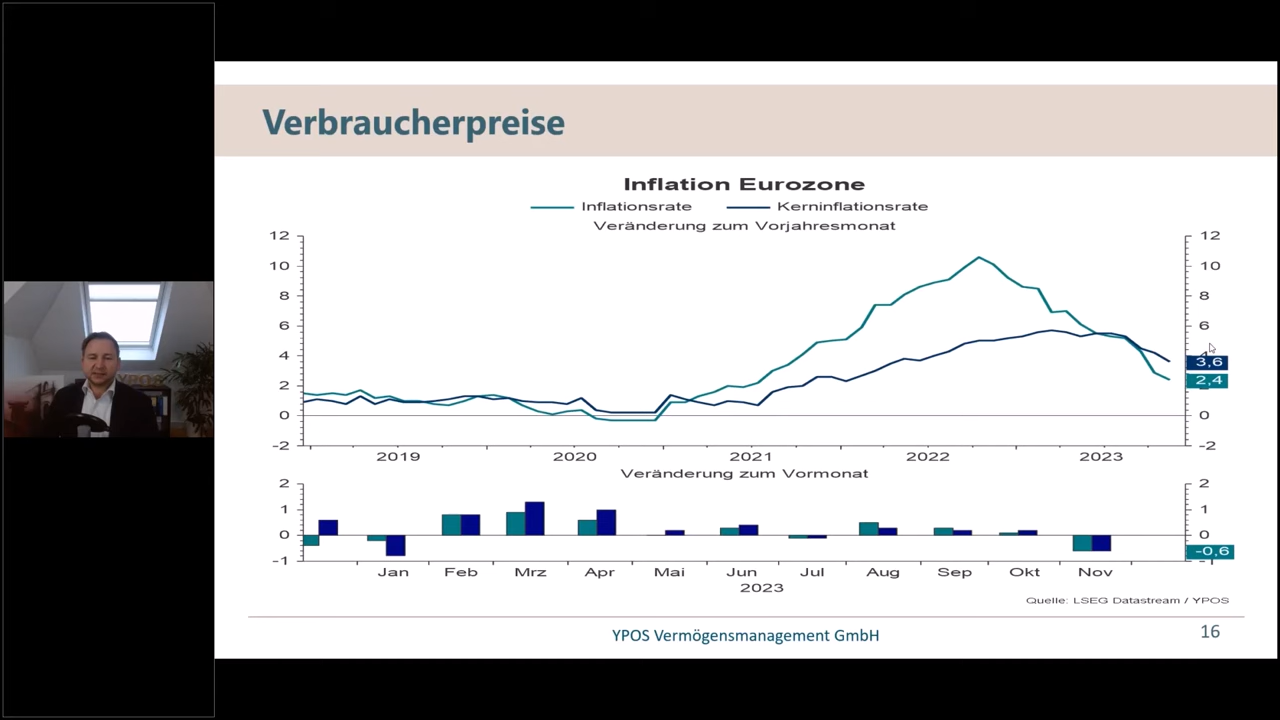 Verbraucherpreise
Inflation Eurozone
Inflationsrate Kerninflationsrate
Veränderung zum Vorjahresmonat
12 12
10 10
8 8
6 6
4 4
3,6
2,4
2 
0 0
-2 -2
2019 2020 2021 2022 2023
Veränderung zum Vormonat
2 2
1 1
0 0
-0,6
-1
Jan Feb Mrz Apr Mai Jun Jul Aug Sep Okt Nov
2023
Quelle: LSEG Datastream / YPOS
YPOS Vermögensmanagement GmbH
16
YPOS